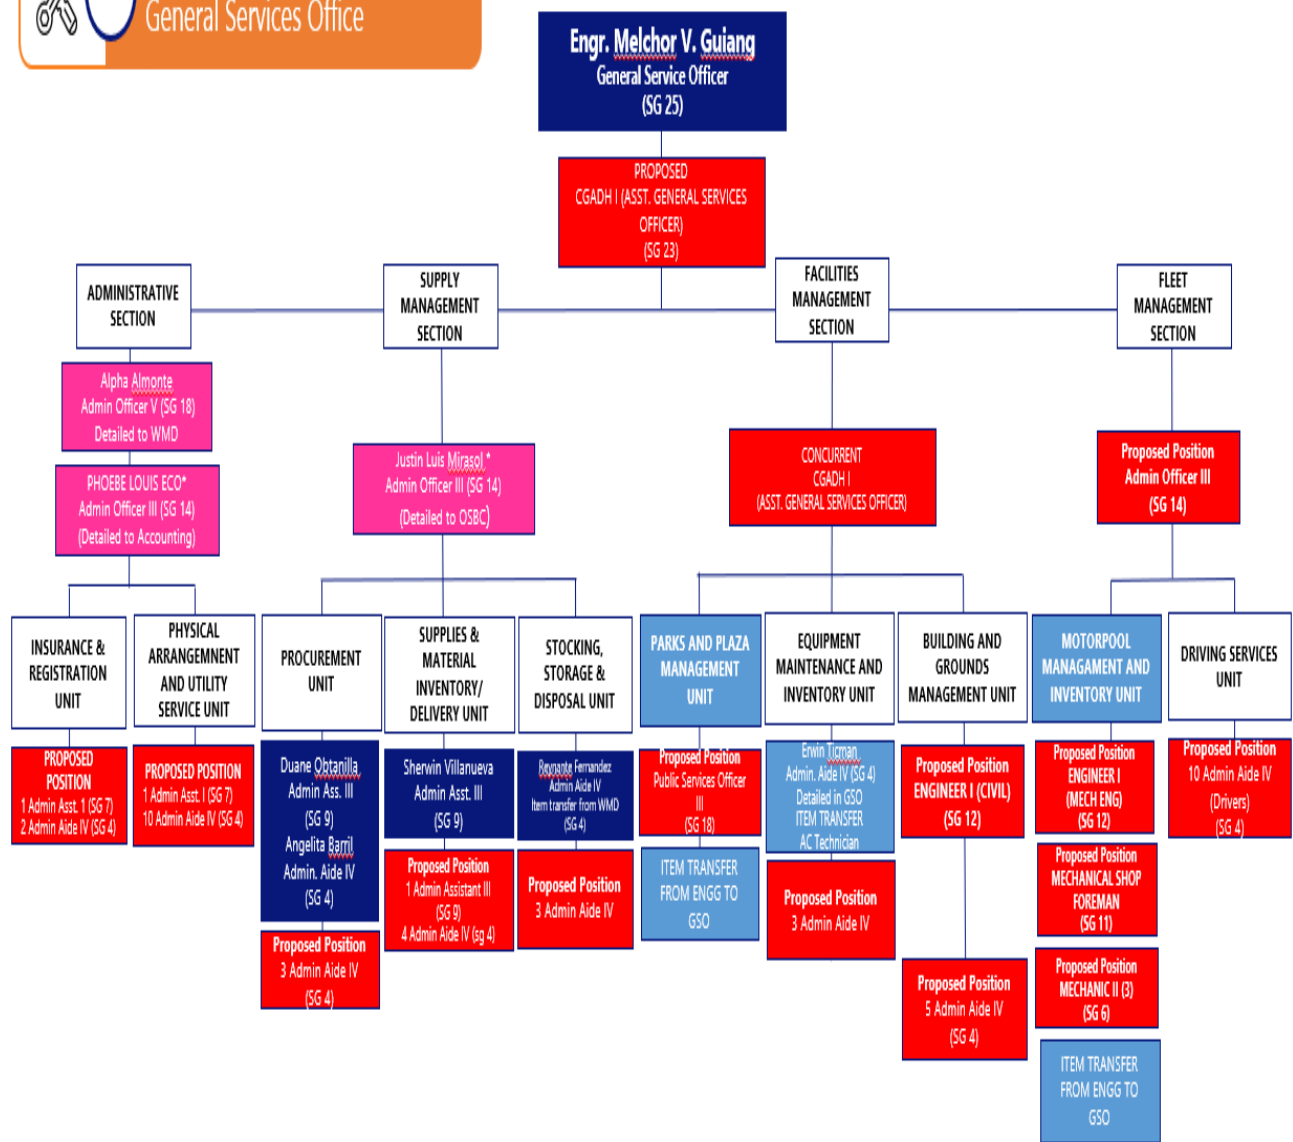 General Services Office
Engr. Melchor V. Guiang
General Service Officer
(SG 25)
PROPOSED
CGADH I (ASST. GENERAL SERVICES
OFFICER)
(SG 23)
ADMINISTRATIVE
SECTION
SUPPLY
MANAGEMENT
SECTION
FACILITIES
MANAGEMENT
SECTION
FLEET
MANAGEMENT
SECTION
Alpha Almonte
Admin Officer V (SG 18)
Detailed to WMD
PHOEBE LOUIS ECO*
Admin Officer III (SG 14)
(Detailed to Accounting)
Justin Luis Mirasol *
Admin Officer III (SG 14)
(Detailed to OSBC)
CONCURRENT
CGADH I
(ASST. GENERAL SERVICES OFFICER)
Proposed Position
Admin Officer III
(SG 14)
INSURANCE &
REGISTRATION
UNIT
PHYSICAL
ARRANGEMNENT
AND UTILITY
SERVICE UNIT
PROCUREMENT
UNIT
SUPPLIES &
MATERIAL
INVENTORY/
DELIVERY UNIT
STOCKING,
STORAGE &
DISPOSAL UNIT
PARKS AND PLAZA
MANAGEMENT
UNIT
EQUIPMENT
MAINTENANCE AND
INVENTORY UNIT
BUILDING AND
GROUNDS
MANAGEMENT UNIT
MOTORPOOL
MANAGAMENT AND
INVENTORY UNIT
DRIVING SERVICES
UNIT
PROPOSED
POSITION
1 Admin Asst. 1 (SG 7)
2 Admin Aide IV (SG 4)
PROPOSED POSITION
1 Admin Asst. I (SG 7)
10 Admin Aide IV (SG 4)
Duane Obtanilla
Admin Ass. III
(SG 9)
Angelita Barril
Admin. Aide IV
(SG 4)
Proposed Position
3 Admin Aide IV
(SG 4)
Sherwin Villanueva
Admin Asst. III
(SG 9)
Proposed Position
1 Admin Assistant III
(SG 9)
4 Admin Aide IV (sg 4)
Reynante Fernandez
Admin Aide IV
Item transfer from WMD
(SG 4)
Proposed Position
3 Admin Aide IV
Proposed Position
Public Services Officer
III
(SG 18)
ITEM TRANSFER
FROM ENGG TO
GSO
Erwin Ticman
Admin. Aide IV (SG 4)
Detailed in GSO
ITEM TRANSFER
AC Technician
Proposed Position
3 Admin Aide IV
Proposed Position
ENGINEER I (CIVIL)
(SG 12)
Proposed Position
5 Admin Aide IV
(SG 4)
Proposed Position
ENGINEER I
(MECH ENG)
(SG 12)
Proposed Position
MECHANICAL SHOP
FOREMAN
(SG 11)
Proposed Position
MECHANIC II (3)
(SG 6)
ITEM TRANSFER
FROM ENGG TO
GSO
Proposed Position
10 Admin Aide IV
(Drivers)
(SG 4)